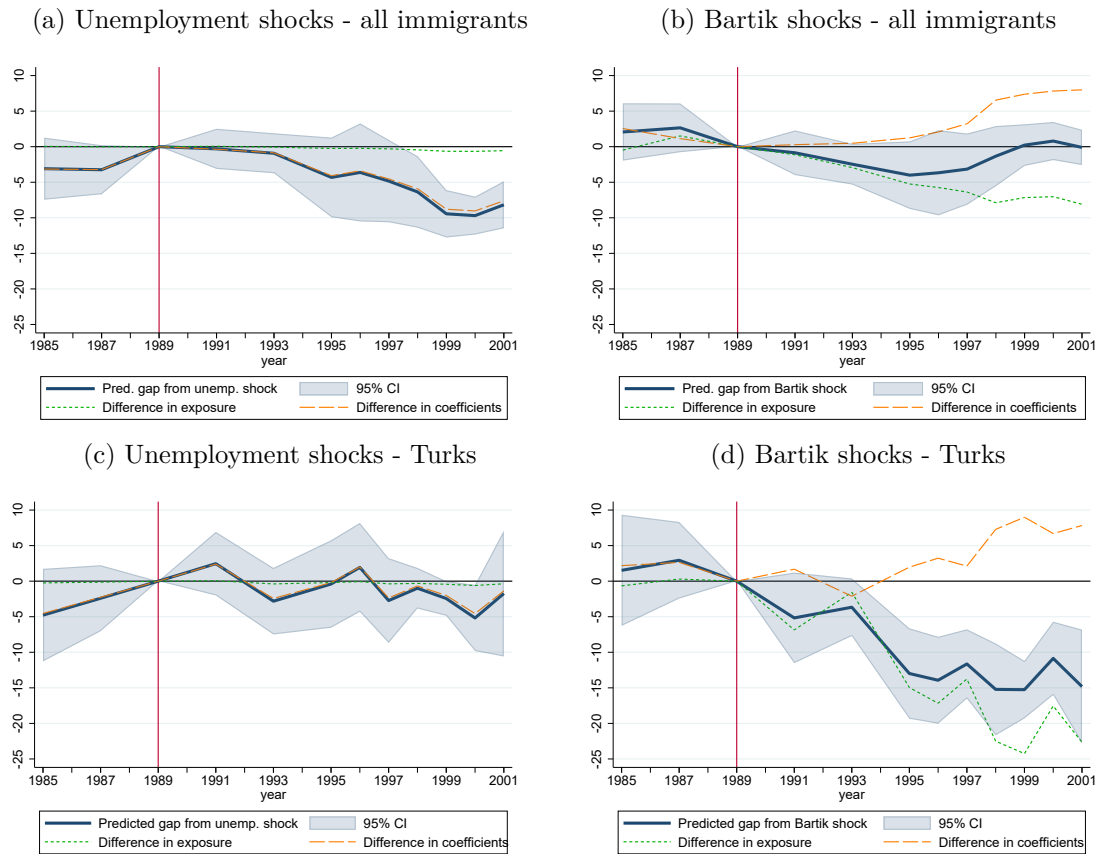 (a) Unemployment shocks - all immigrants
10
5
0
-5
-10
-15
-20
-25
1985 1987 1989 1991 1993 1995 1997 1999 2001
year
Pred. gap from unemp. shock 95% CI
Difference in exposure Difference in coefficients
(b) Bartik shocks - all immigrants
10
5
0
-5
-10
-15
-20
-25
1985 1987 1989 1991 1993 1995 1997 1999 2001
year
Pred. gap from Bartik shock 95% CI
Difference in exposure Difference in coefficients
(c) Unemployment shocks - Turks
10
5
0
-5
-10
-15
-20
-25
1985 1987 1989 1991 1993 1995 1997 1999 2001
year
Predicted gap from unemp. shock 95% CI
Difference in exposure Difference in coefficients
(d) Bartik shocks - Turks
10
5
0
-5
-10
-15
-20
-25
1985 1987 1989 1991 1993 1995 1997 1999 2001
year
Predicted gap from Bartik shock 95% CI
Difference in exposure Difference in coefficients